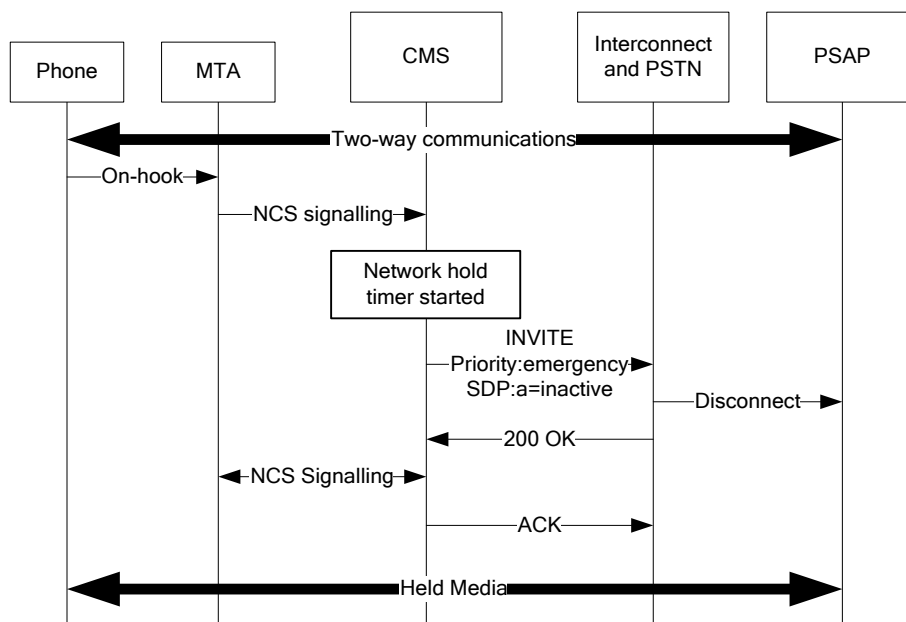 Phone
MTA
CMS
Interconnect
and PSTN
PSAP
Two-way communications
On-hook
NCS signalling
Network hold
timer started
INVITE
Priority:emergency
SDP:a=inactive
Disconnect
200 OK
NCS Signalling
ACK
Held Media